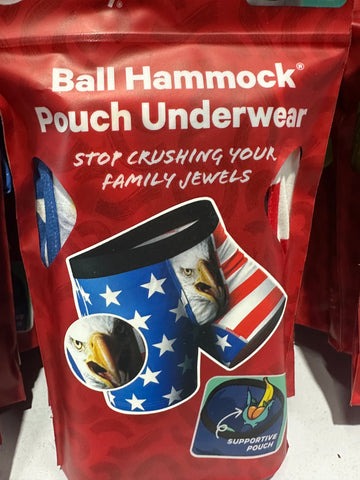 Ball Hammock®
Pouch Underwear
STOP CRUSHING YOUR
FAMILY JEWELS
SUPPORTIVE
POUCH